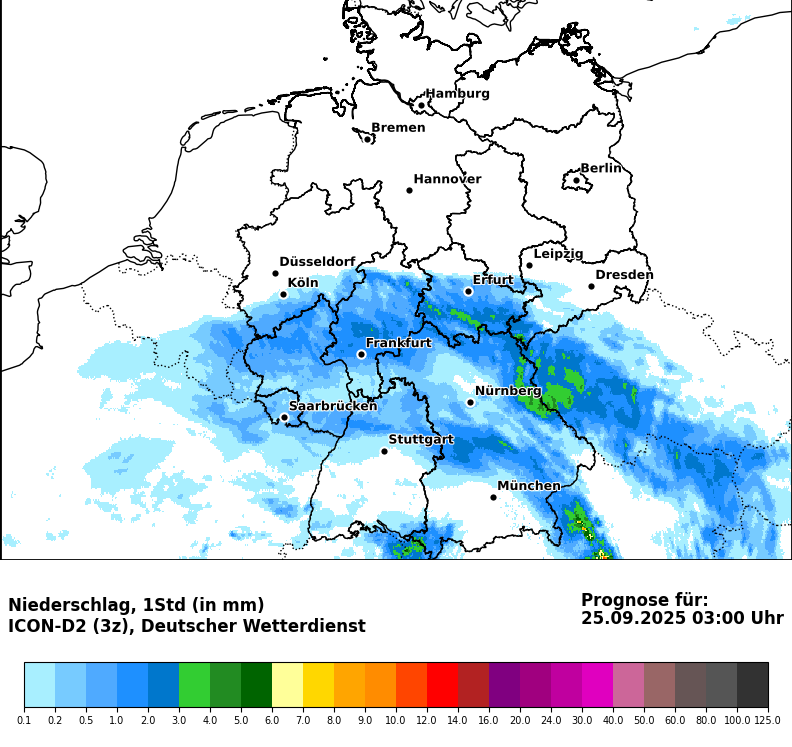 Hamburg
Bremen
Berlin
Hannover
Leipzig
Düsseldorf
Dresden
Köln
Erfurt
Frankfurt
Nürnberg
Saarbrücken
Stuttgart
München
Niederschlag, 1Std (in mm)
ICON-D2 (3z), Deutscher Wetterdienst
Prognose für:
25.09.2025 03:00 Uhr
0.1 0.2 0.5 1.0 2.0 3.0 4.0 5.0 6.0 7.0 8.0 9.0 10.0 12.0 14.0 16.0 20.0 24.0 30.0 40.0 50.0 60.0 80.0 100.0 125.0